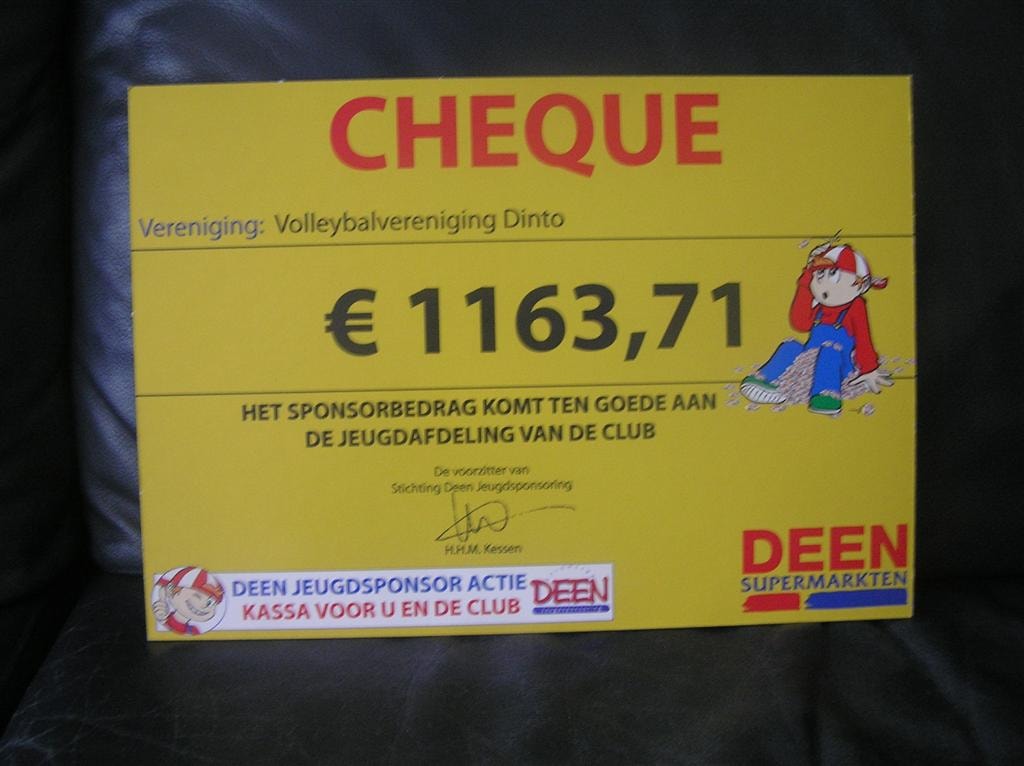 CHEQUE
Vereniging: Volleybalvereniging Dinto
€ 1163,71
HET SPONSORBEDRAG KOMT TEN GOEDE AAN
DE JEUGDAFDELING VAN DE CLUB
De voorzitter van
Stichting Deen Jeugdsponsoring
H.H.M. Kessen
DEEN JEUGDSPONSOR ACTIE
KASSA VOOR U EN DE CLUB
DEEN
DEEN
SUPERMARKTEN